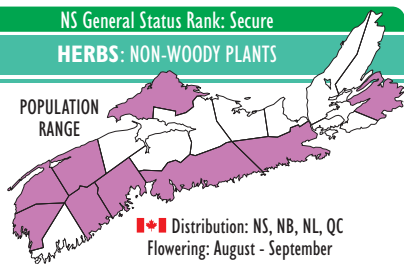 NS General Status Rank: Secure
HERBS: NON-WOODY PLANTS
POPULATION
RANGE
Distribution: NS, NB, NL, QC
Flowering: August - September